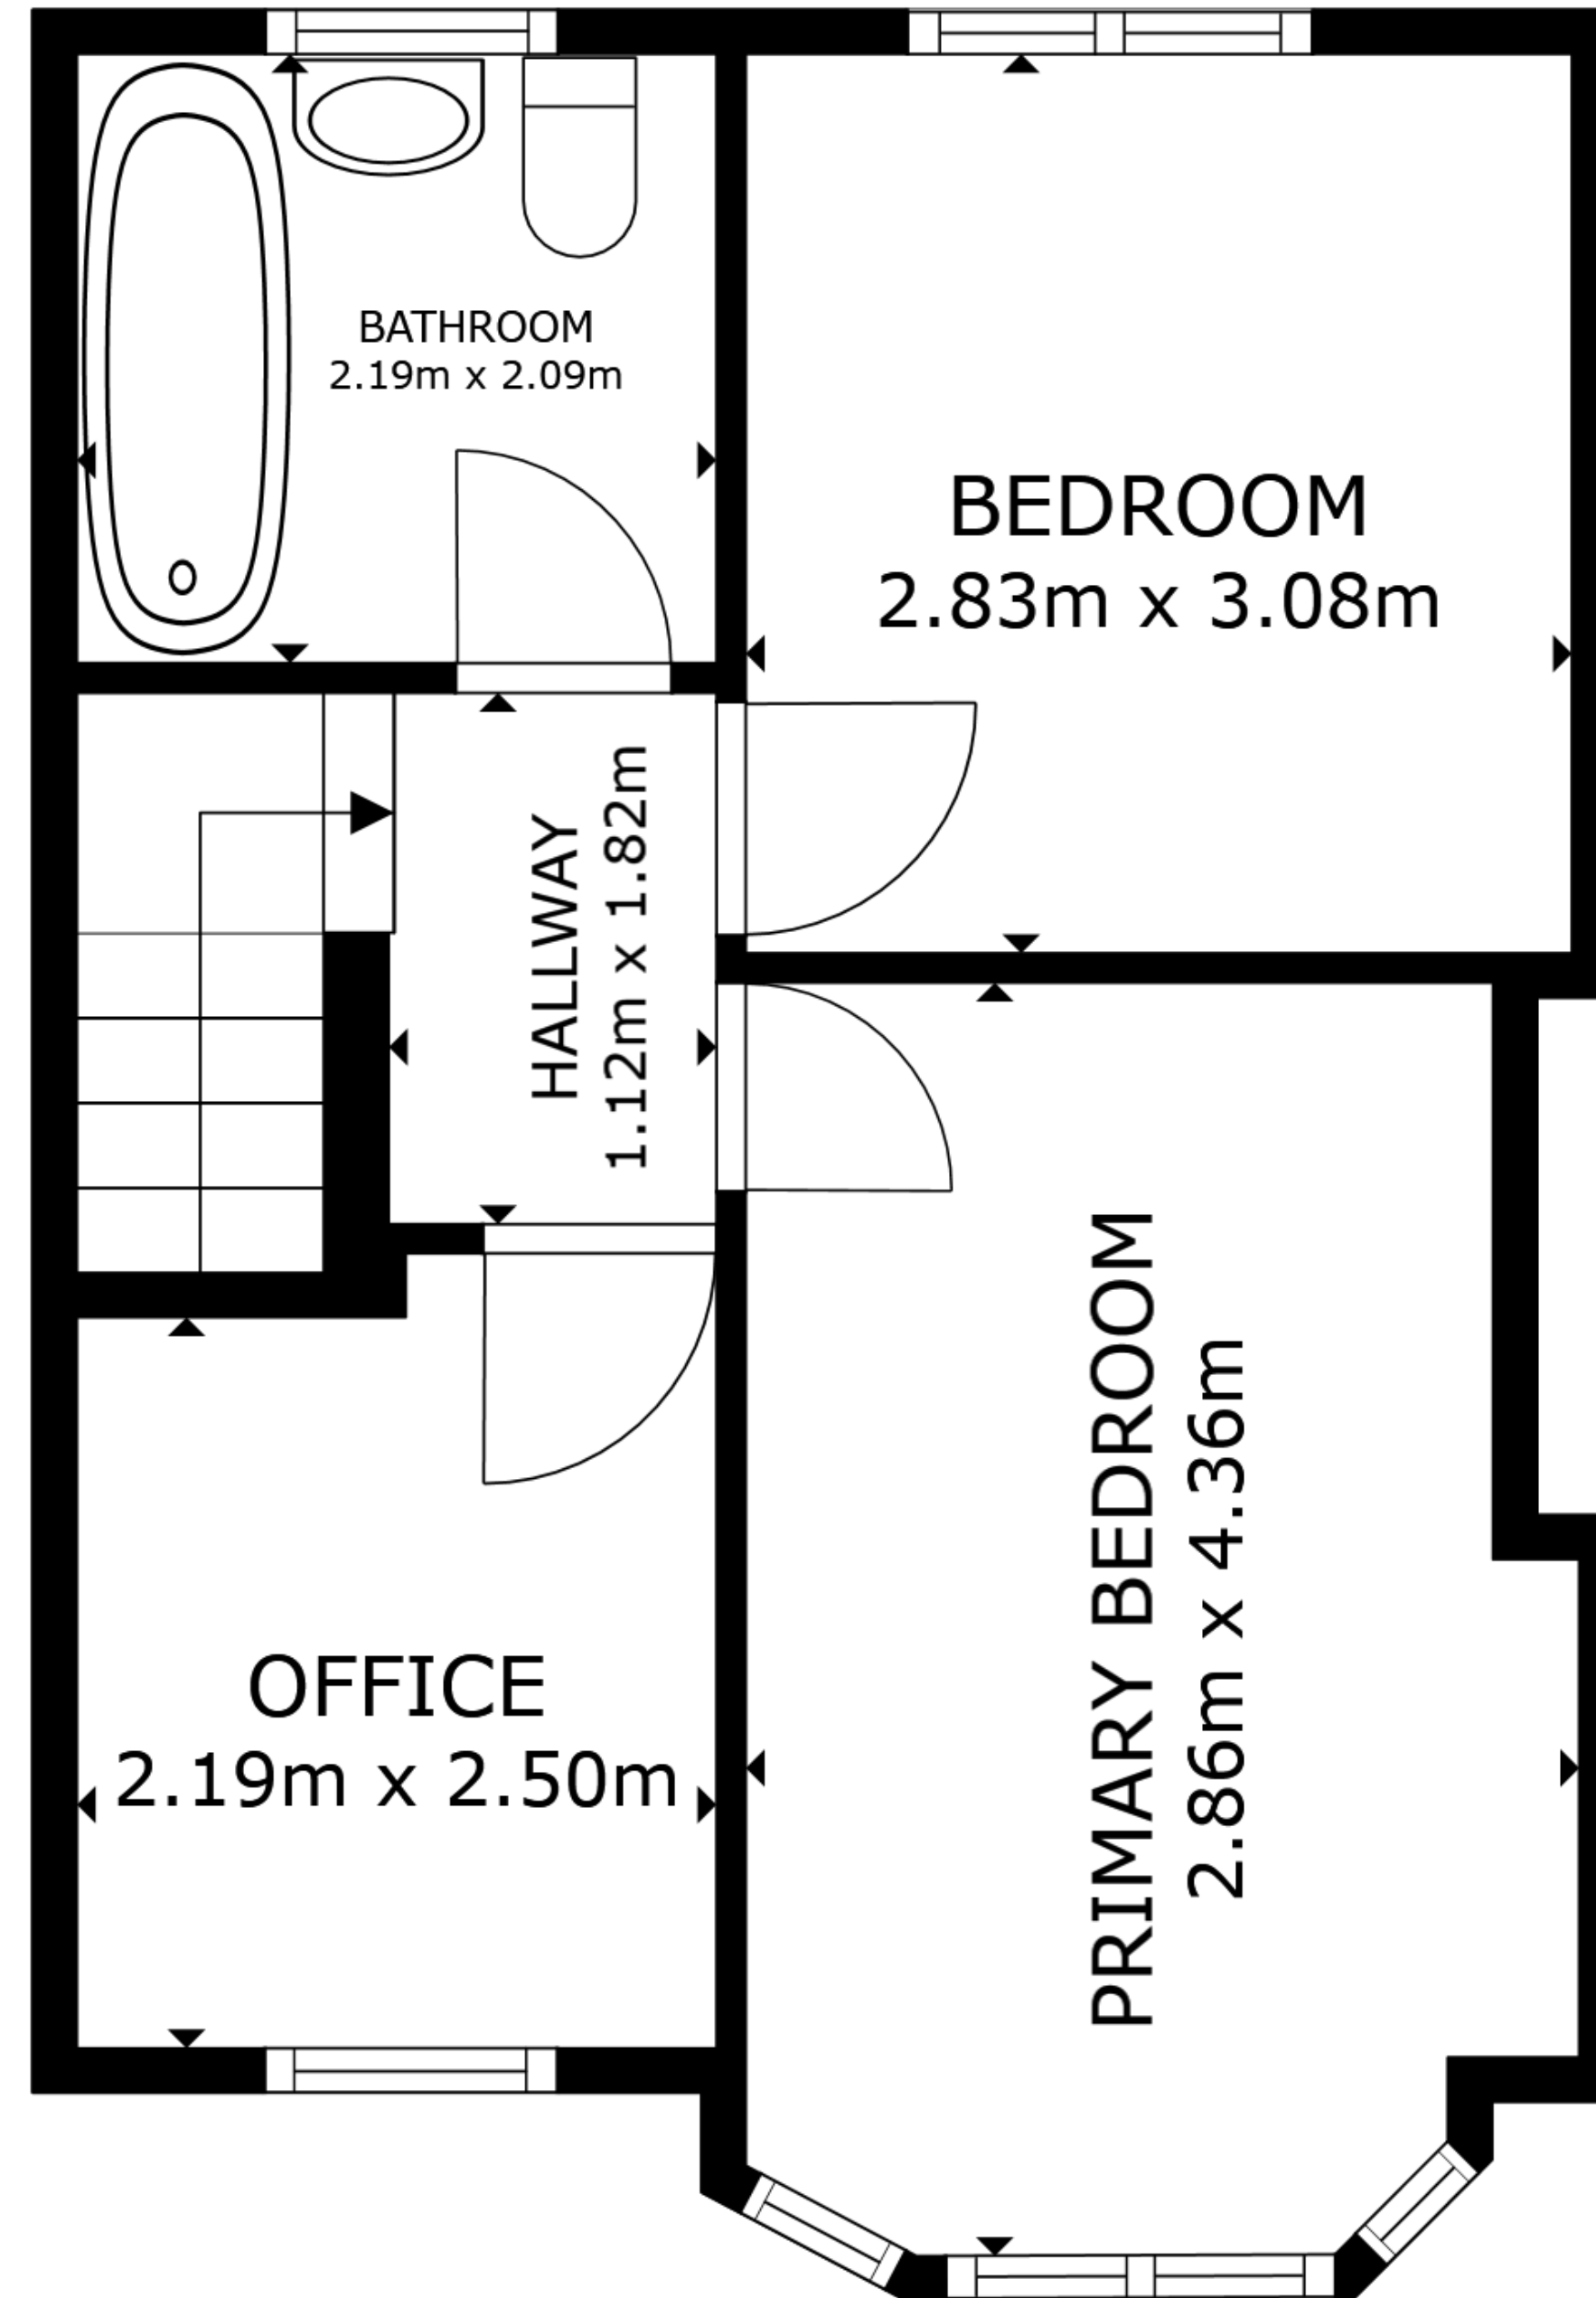 BATHROOM
2.19m x 2.09m
BEDROOM
2.83m x 3.08m
HALLWAY
1.12m x 1.82m
PRIMARY BEDROOM
2.86m x 4.36m
OFFICE
2.19m x 2.50m